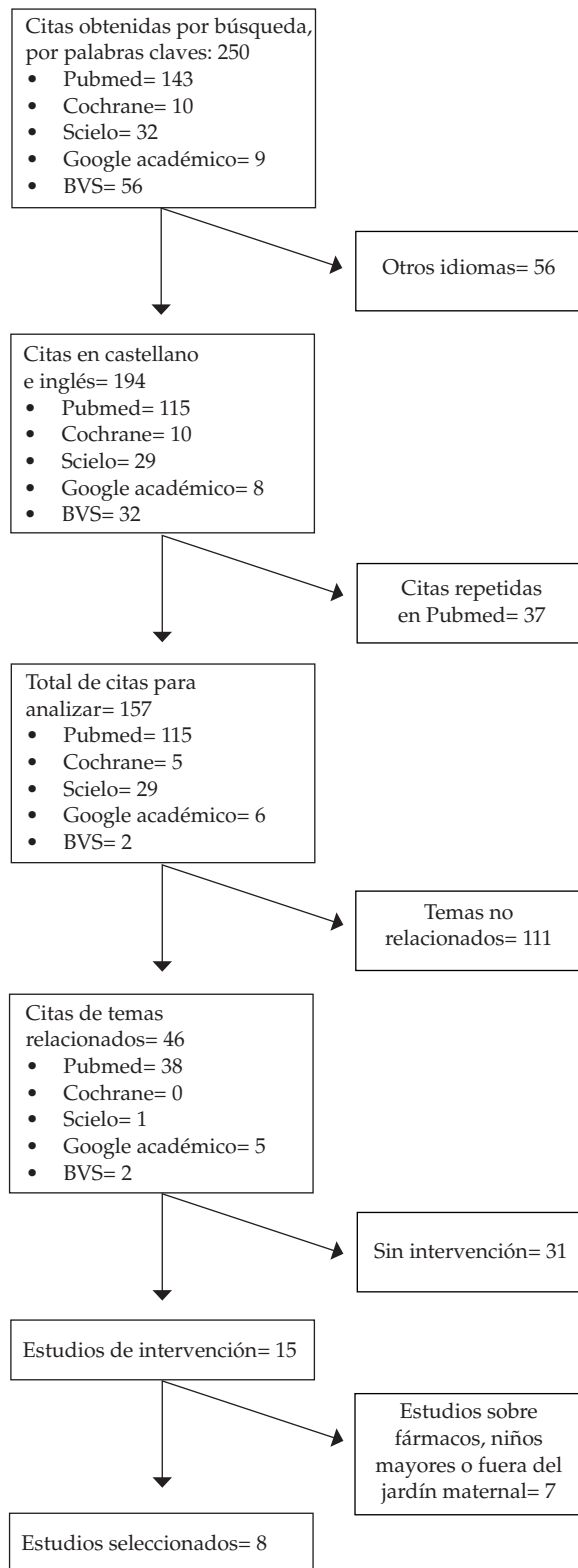 Citas obtenidas por búsqueda,
por palabras claves: 250
• Pubmed= 143
• Cochrane= 10
• Scielo= 32
• Google académico= 9
• BVS= 56
Otros idiomas= 56
Citas en castellano
e inglés= 194
• Pubmed= 115
• Cochrane= 10
• Scielo= 29
• Google académico= 8
• BVS= 32
Citas repetidas
en Pubmed= 37
Total de citas para
analizar= 157
• Pubmed= 115
• Cochrane= 5
• Scielo= 29
• Google académico= 6
• BVS= 2
Temas no
relacionados= 111
Citas de temas
relacionados= 46
• Pubmed= 38
• Cochrane= 0
• Scielo= 1
• Google académico= 5
• BVS= 2
Sin intervención= 31
Estudios de intervención= 15
Estudios sobre
fármacos, niños
mayores o fuera del
jardín maternal= 7
Estudios seleccionados= 8